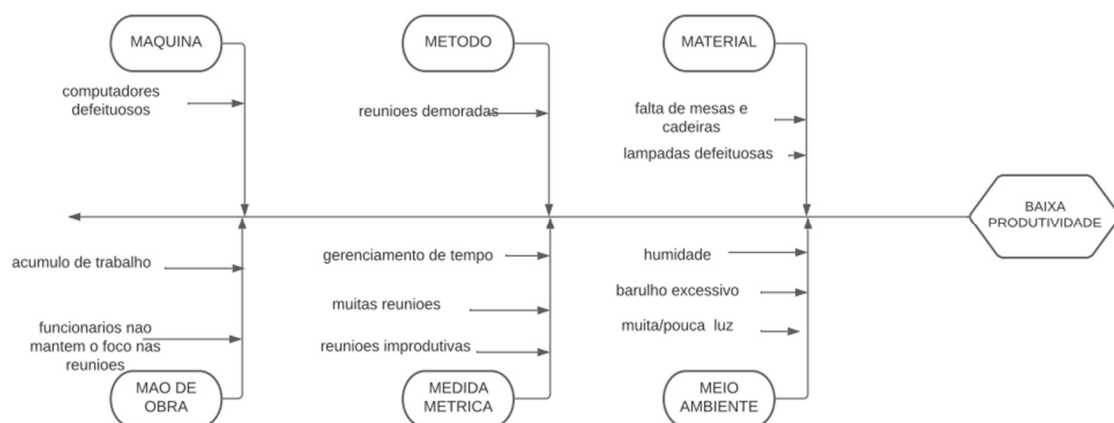 MAQUINA
METODO
MATERIAL
computadores
defeituosos
reunioes demoradas
falta de mesas e
cadeiras
lampadas defeituosas
BAIXA
PRODUTIVIDADE
acumulo de trabalho
gerenciamento de tempo
humidade
muitas reunioes
barulho excessivo
funcionarios nao
mantem o foco nas
reunioes
reunioes improdutivas
muita/pouca luz
MAO DE
OBRA
MEDIDA
METRICA
MEIO
AMBIENTE